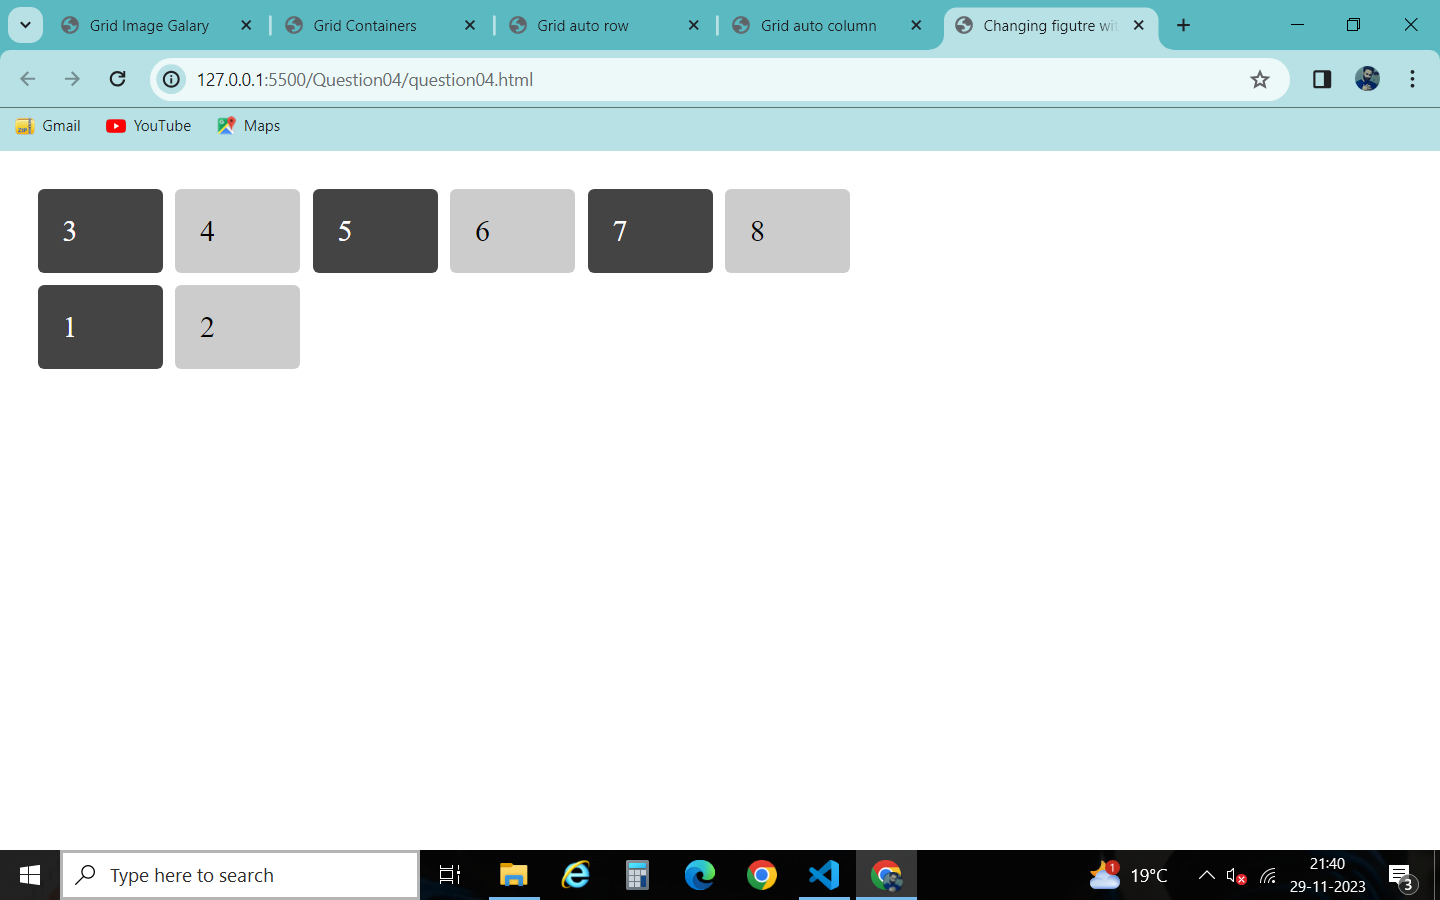 Grid Image Galary
Grid Containers
Grid auto row
Grid auto column
Changing figutre wit
127.0.0.1:5500/Question04/question04.html
Gmail
YouTube
Maps
3 4 5 6 7 8
1 2
Type here to search
1
19°C
21:40
29-11-2023
3